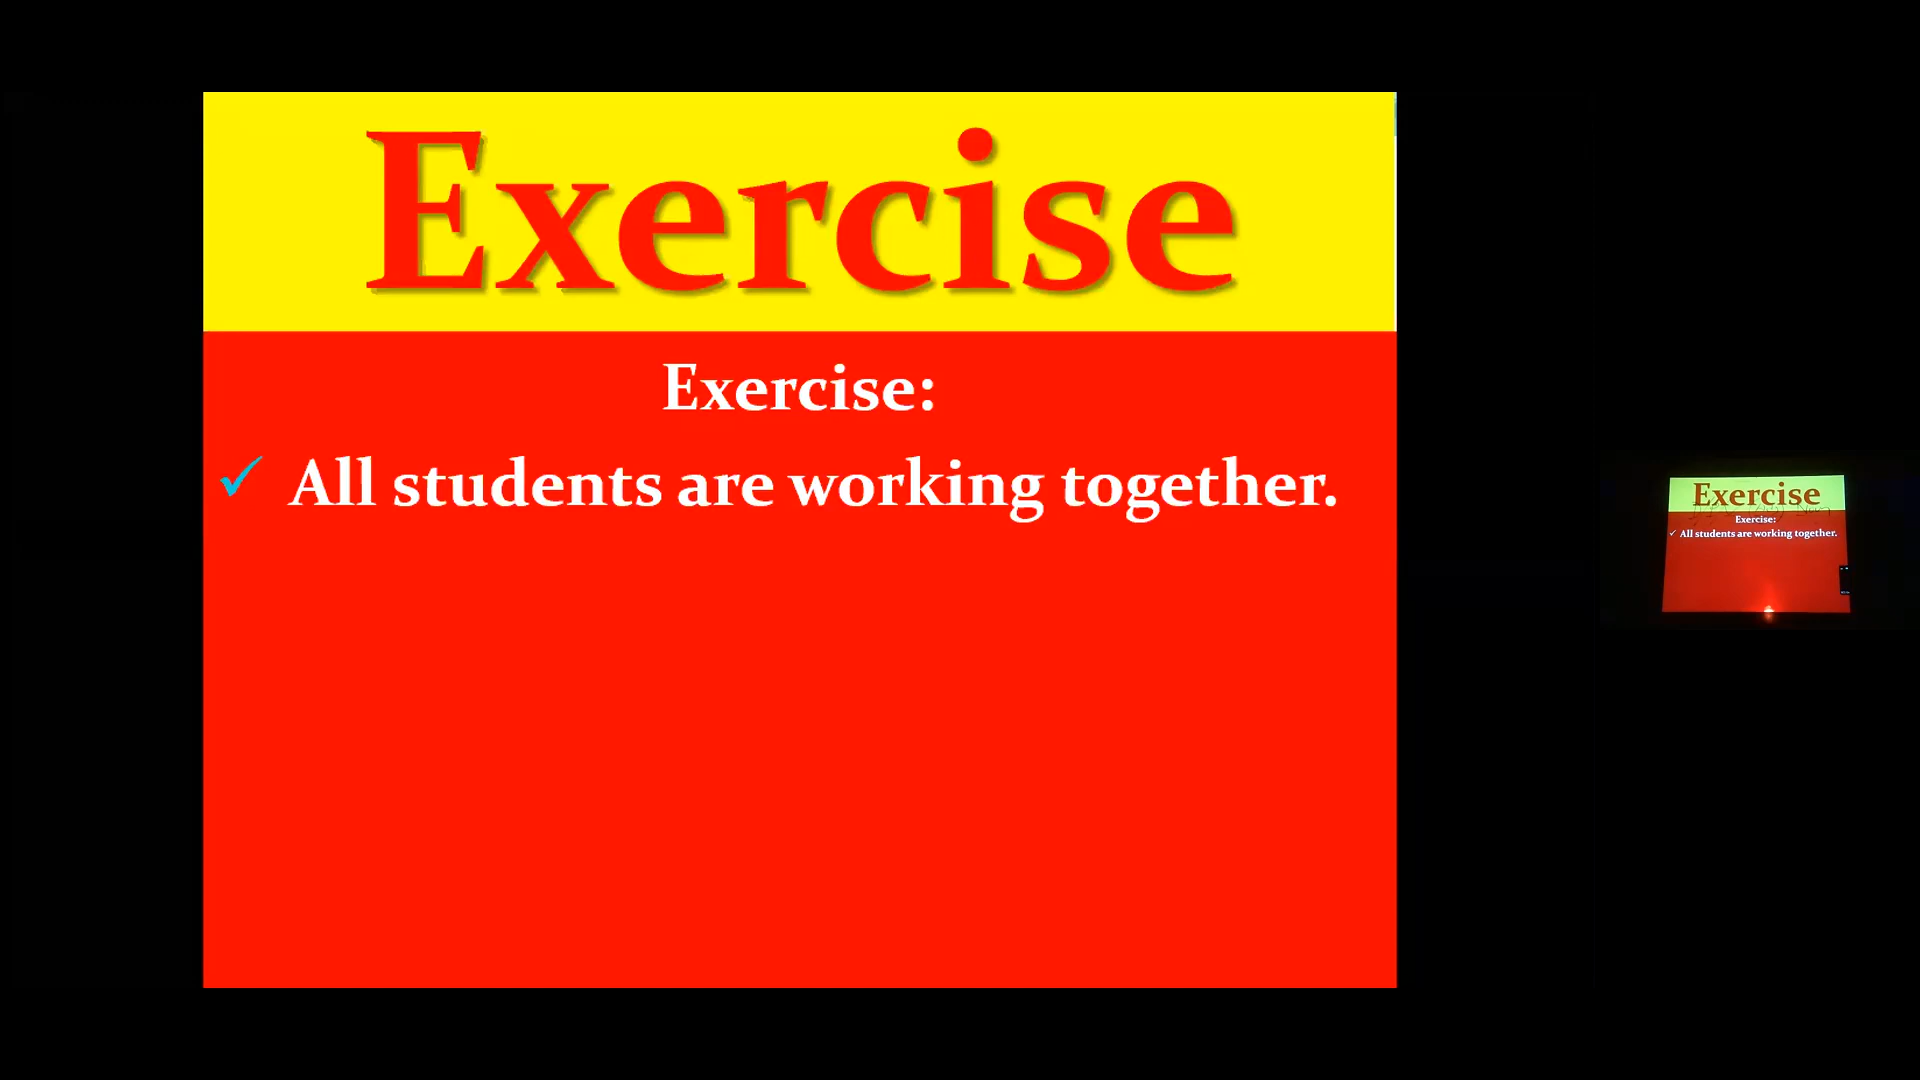 Exercise
Exercise:
✓ All students are working together.
Exercise
Exercise:
✓ All students are working together.